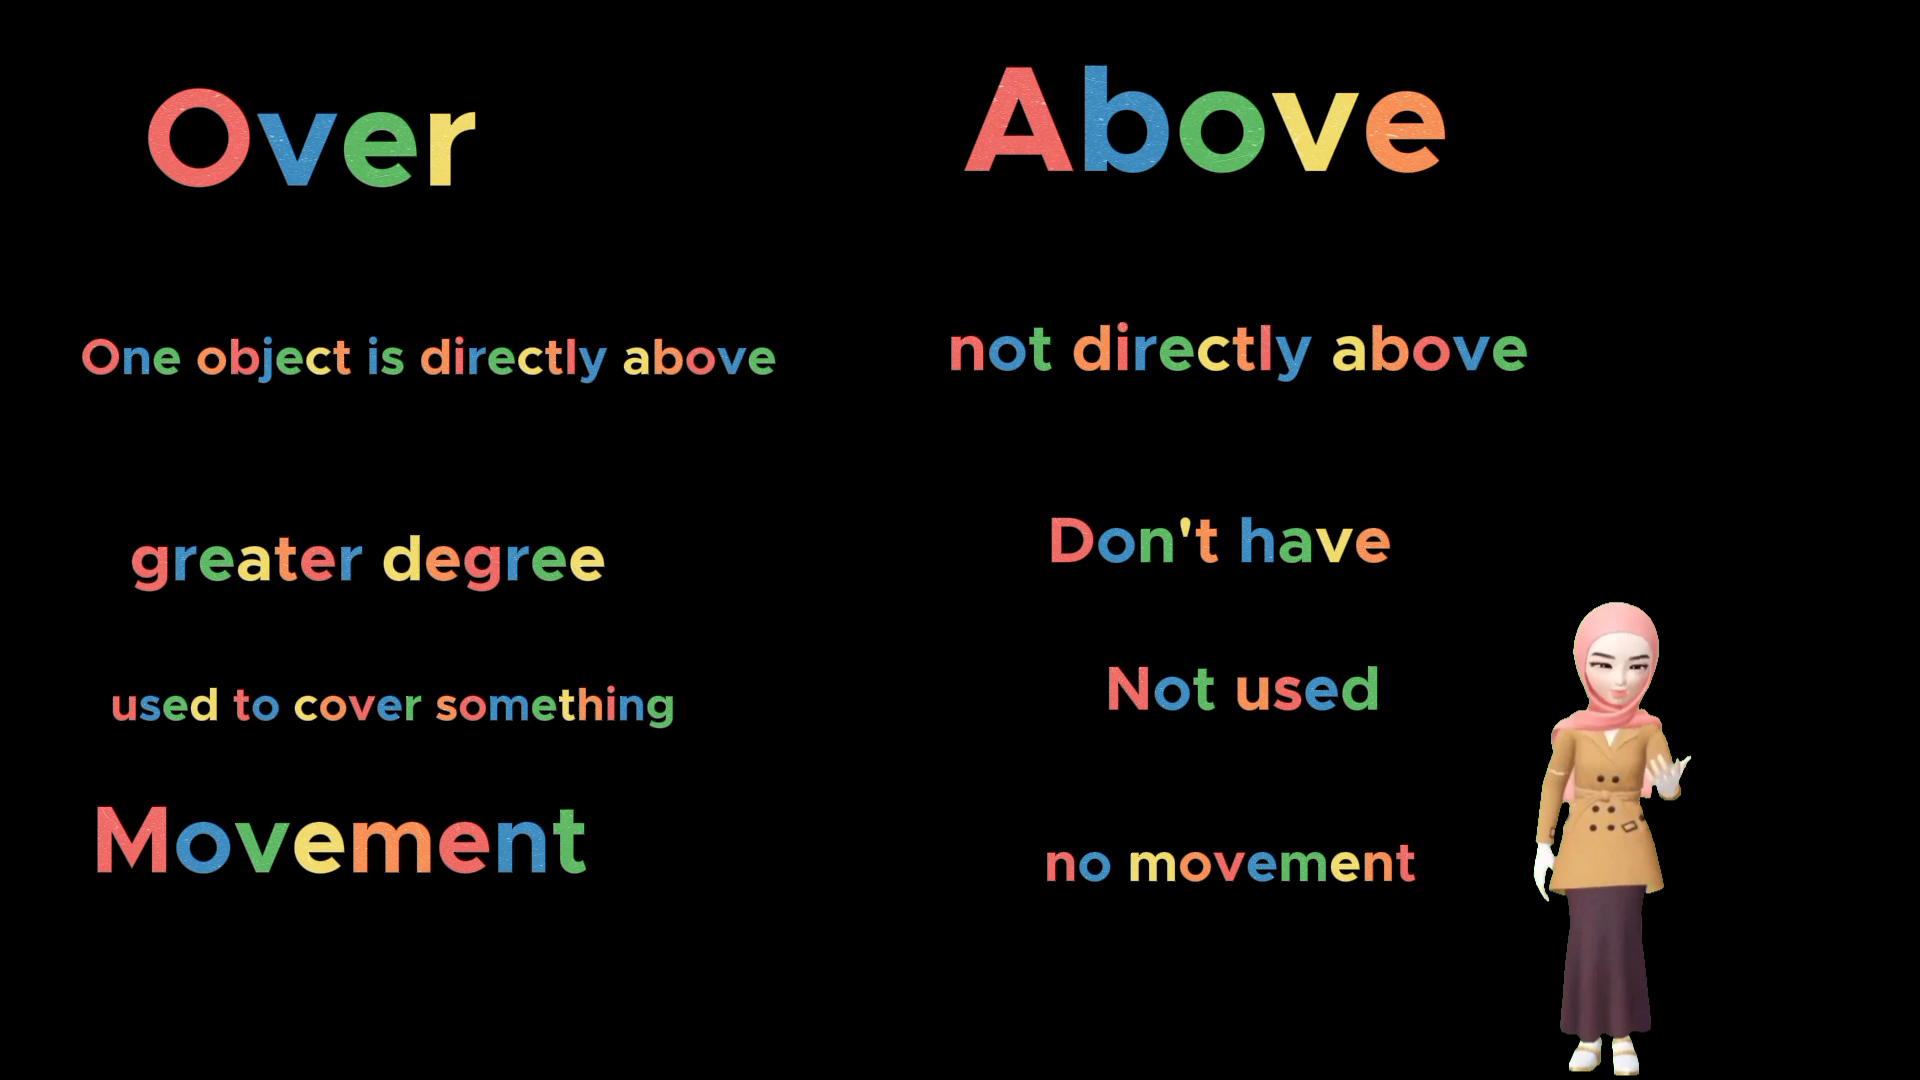 Over
Above
One object is directly above
not directly above
greater degree
Don't have
used to cover something
Not used
Movement
no movement